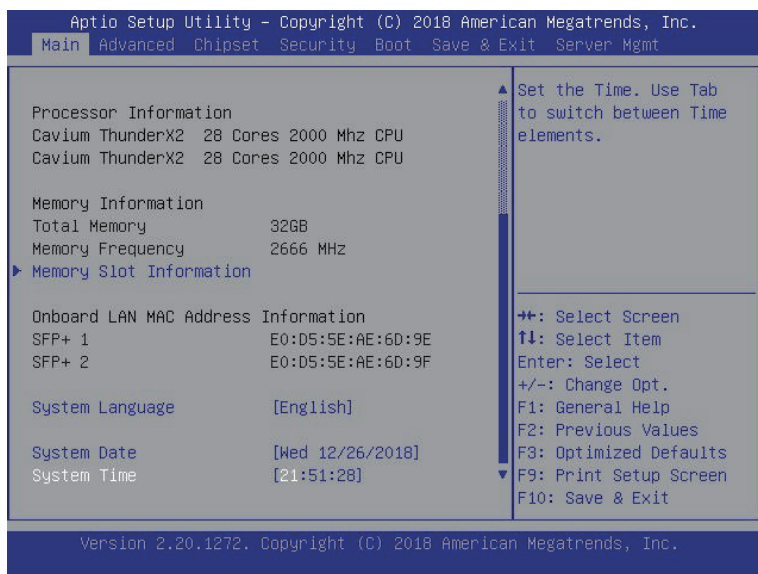 Aptio Setup Utility – Copyright (C) 2018 American Megatrends, Inc.
Main Advanced Chipset Security Boot Save & Exit Server Mgmt
Processor Information
Cavium ThunderX2 28 Cores 2000 Mhz CPU
Cavium ThunderX2 28 Cores 2000 Mhz CPU
Memory Information
Total Memory 32GB
Memory Frequency 2666 MHz
Memory Slot Information
Onboard LAN MAC Address Information
SFP+ 1 E0:D5:5E:AE:6D:9E
SFP+ 2 E0:D5:5E:AE:6D:9F
System Language [English]
System Date [Wed 12/26/2018]
System Time [21:51:28]
Set the Time. Use Tab
to switch between Time
elements.
→←: Select Screen
↑↓: Select Item
Enter: Select
+/-: Change Opt.
F1: General Help
F2: Previous Values
F3: Optimized Defaults
F9: Print Setup Screen
F10: Save & Exit
Version 2.20.1272. Copyright (C) 2018 American Megatrends, Inc.